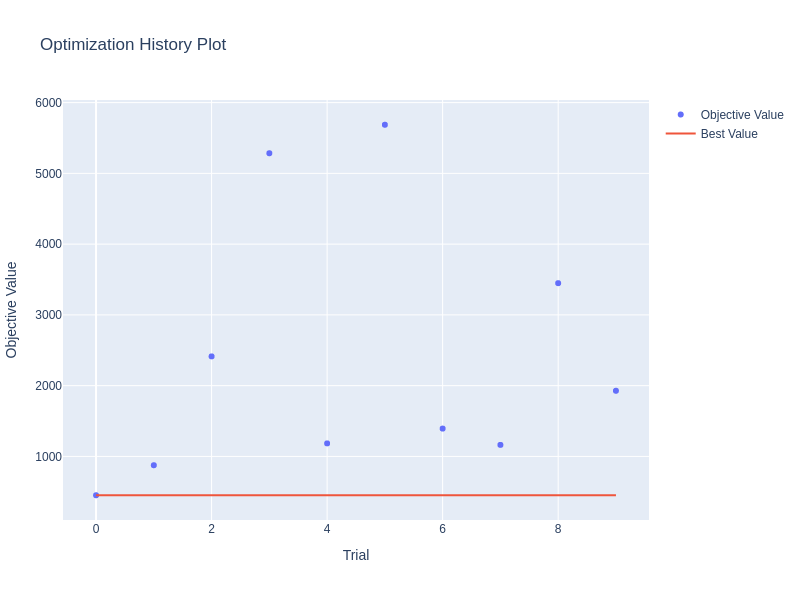 Optimization History Plot
Objective Value
Best Value
6000
5000
4000
3000
2000
1000
Objective Value
0
2
4
6
8
Trial